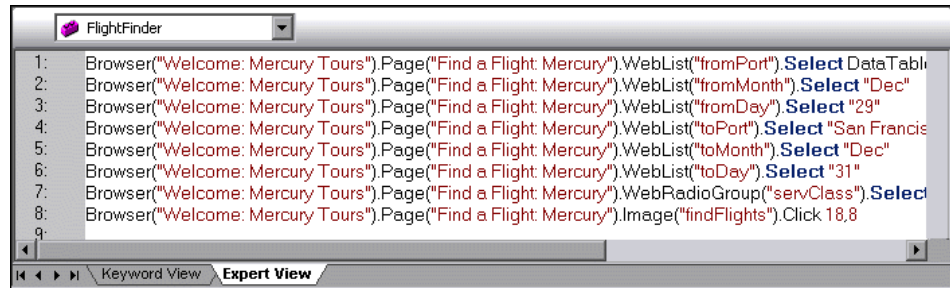 FlightFinder
1: Browser("Welcome: Mercury Tours").Page("Find a Flight: Mercury").WebList("fromPort").Select DataTabl
2: Browser("Welcome: Mercury Tours").Page("Find a Flight: Mercury").WebList("fromMonth").Select "Dec"
3: Browser("Welcome: Mercury Tours").Page("Find a Flight: Mercury").WebList("fromDay").Select "29"
4: Browser("Welcome: Mercury Tours").Page("Find a Flight: Mercury").WebList("toPort").Select "San Francis
5: Browser("Welcome: Mercury Tours").Page("Find a Flight: Mercury").WebList("toMonth").Select "Dec"
6: Browser("Welcome: Mercury Tours").Page("Find a Flight: Mercury").WebList("toDay").Select "31"
7: Browser("Welcome: Mercury Tours").Page("Find a Flight: Mercury").WebRadioGroup("servClass").Select
8: Browser("Welcome: Mercury Tours").Page("Find a Flight: Mercury").Image("findFlights").Click 18,8
9:
Keyword View Expert View